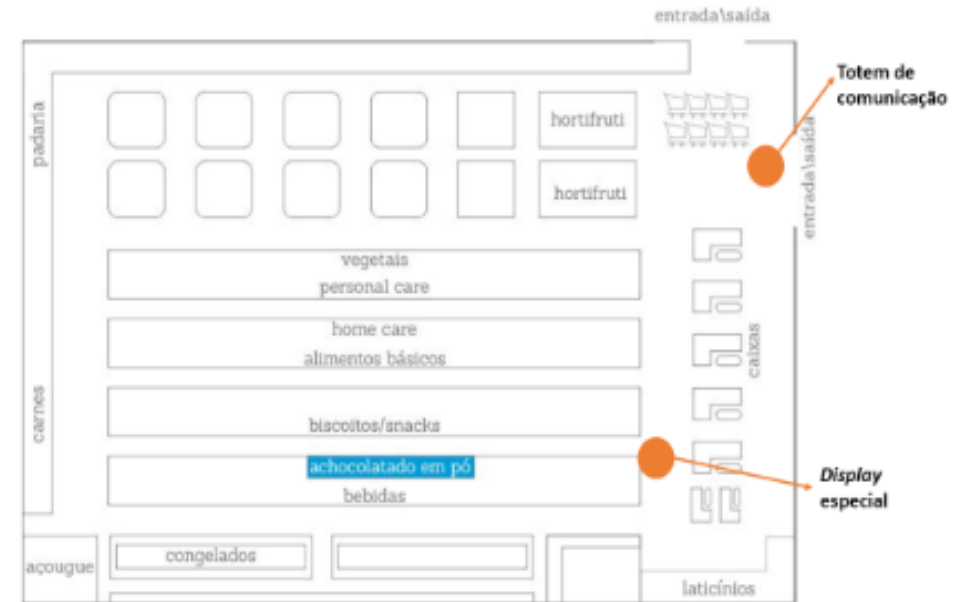 entrada\saída
Totem de
comunicação
padaria
hortifruti
entrada\saída
hortifruti
vegetais
personal care
home care
alimentos básicos
caixas
carnes
biscoitos/snacks
achocolatado em pó
Display
especial
bebidas
congelados
açougue
laticínios